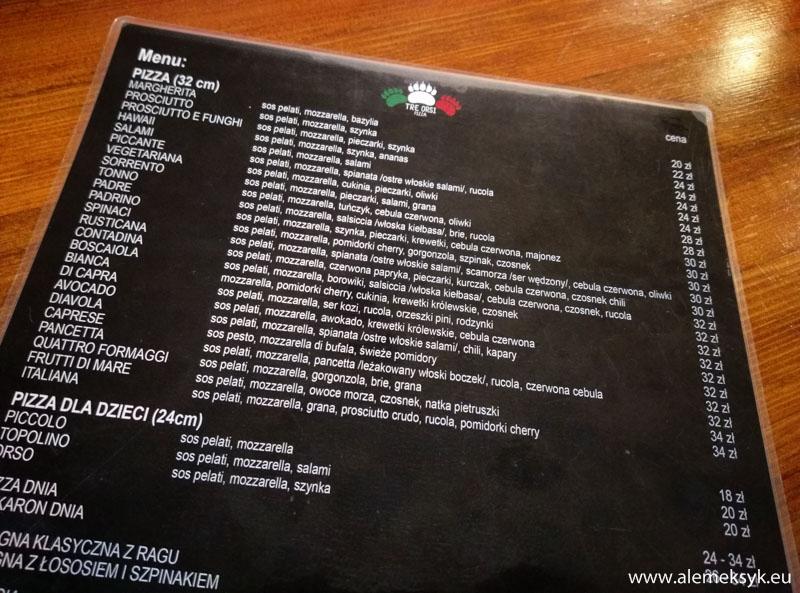 Menu:
TRE ORSI
PIZZA
cena
PIZZA (32 cm)
MARGHERITA sos pelati, mozzarella, bazylia
PROSCIUTTO sos pelati, mozzarella, szynka
PROSCIUTTO E FUNGHI sos pelati, mozzarella, pieczarki, szynka
HAWAII sos pelati, mozzarella, szynka, ananas
SALAMI sos pelati, mozzarella, salami
PICCANTE sos pelati, mozzarella, spianata /ostre włoskie salami/, rucola
VEGETARIANA sos pelati, mozzarella, cukinia, pieczarki, oliwki
SORRENTO sos pelati, mozzarella, pieczarki, salami, grana
TONNO sos pelati, mozzarella, tuńczyk, cebula czerwona, oliwki
PADRE sos pelati, mozzarella, salsiccia /włoska kiełbasa/, brie, rucola
PADRINO sos pelati, mozzarella, szynka, pieczarki, krewetki, cebula czerwona, majonez
SPINACI sos pelati, mozzarella, pomidorki cherry, gorgonzola, szpinak, czosnek
RUSTICANA sos pelati, mozzarella, spianata /ostre włoskie salami/, scamorza /ser wędzony/, cebula czerwona, oliwki
CONTADINA sos pelati, mozzarella, czerwona papryka, pieczarki, kurczak, cebula czerwona, czosnek chili
BOSCAIOLA sos pelati, mozzarella, borowiki, salsiccia /włoska kiełbasa/, cebula czerwona, czosnek, rucola
BIANCA mozzarella, pomidorki cherry, cukinia, krewetki królewskie, czosnek
DI CAPRA sos pelati, mozzarella, ser kozi, rucola, orzeszki pini, rodzynki
AVOCADO sos pelati, mozzarella, awokado, krewetki królewskie, cebula czerwona
DIAVOLA sos pelati, mozzarella, spianata /ostre włoskie salami/, chili, kapary
CAPRESE sos pesto, mozzarella di bufala, świeże pomidory
PANCETTA sos pelati, mozzarella, pancetta /leżakowany włoski boczek/, rucola, czerwona cebula
QUATTRO FORMAGGI sos pelati, mozzarella, gorgonzola, brie, grana
FRUTTI DI MARE sos pelati, mozzarella, owoce morza, czosnek, natka pietruszki
ITALIANA sos pelati, mozzarella, grana, prosciutto crudo, rucola, pomidorki cherry
20 zł
22 zł
24 zł
24 zł
24 zł
24 zł
28 zł
28 zł
30 zł
30 zł
30 zł
30 zł
32 zł
32 zł
32 zł
32 zł
32 zł
32 zł
32 zł
34 zł
34 zł
PIZZA DLA DZIECI (24cm)
PICCOLO sos pelati, mozzarella 18 zł
TOPOLINO sos pelati, mozzarella, salami 20 zł
ORSO sos pelati, mozzarella, szynka 20 zł
ZZA DNIA 24 - 34 zł
KARON DNIA
GNA KLASYCZNA Z RAGU
GNA Z ŁOSOSIEM I SZPINAKIEM
www.alemeksyk.eu